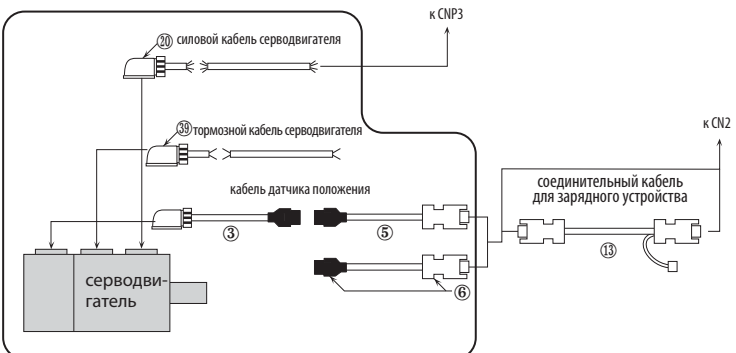 к CNP3
⑳ силовой кабель серводвигателя
㊴ тормозной кабель серводвигателя
к CN2
кабель датчика положения
соединительный кабель
для зарядного устройства
③
⑤
⑬
серводви-
гатель
⑥